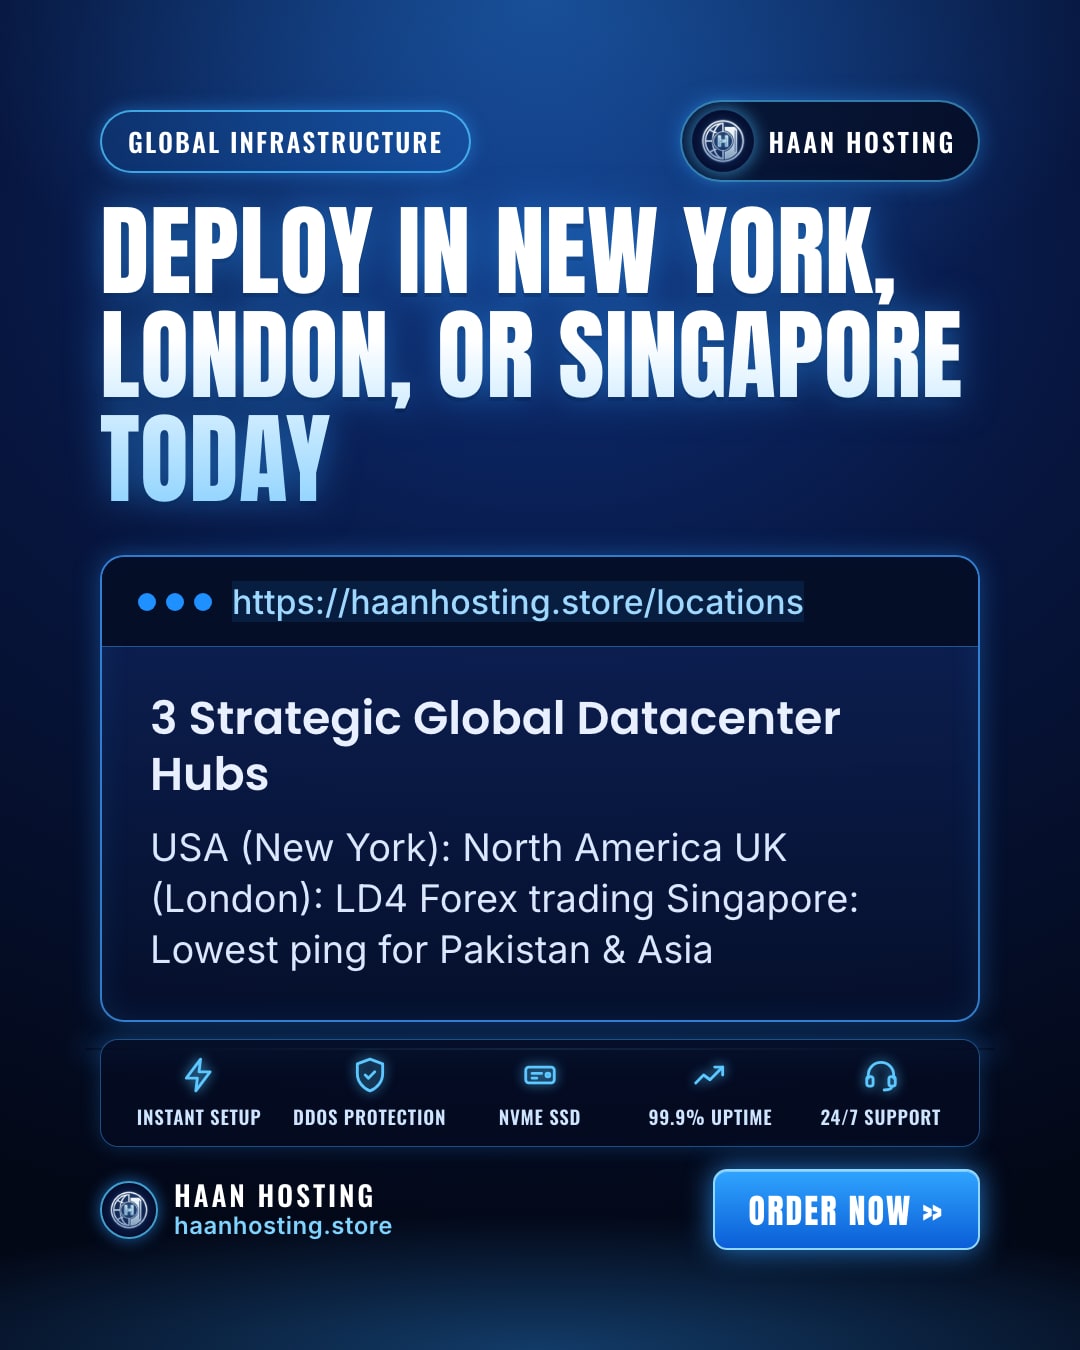 GLOBAL INFRASTRUCTURE
HAAN HOSTING
DEPLOY IN NEW YORK,
LONDON, OR SINGAPORE
TODAY
https://haanhosting.store/locations
3 Strategic Global Datacenter
Hubs
USA (New York): North America UK
(London): LD4 Forex trading Singapore:
Lowest ping for Pakistan & Asia
INSTANT SETUP
DDOS PROTECTION
NVME SSD
99.9% UPTIME
24/7 SUPPORT
HAAN HOSTING
haanhosting.store
ORDER NOW »